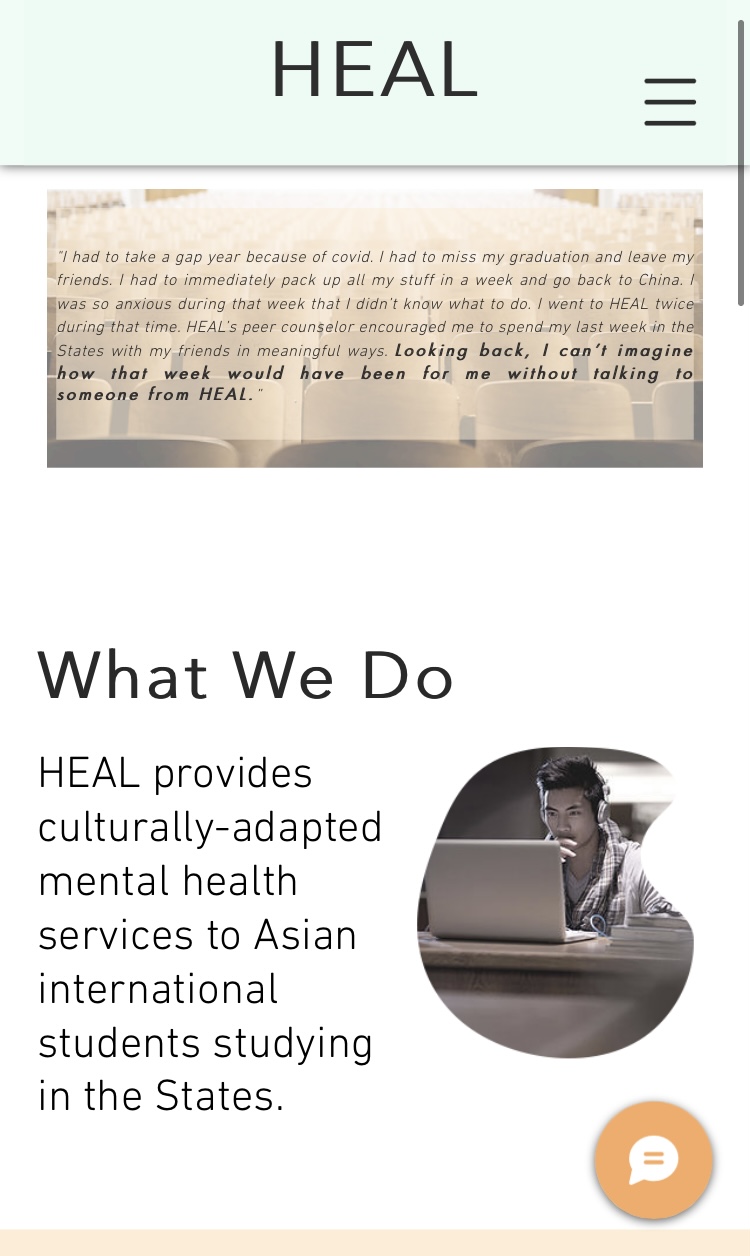 HEAL
"I had to take a gap year because of covid. I had to miss my graduation and leave my
friends. I had to immediately pack up all my stuff in a week and go back to China. I
was so anxious during that week that I didn't know what to do. I went to HEAL twice
during that time. HEAL's peer counselor encouraged me to spend my last week in the
States with my friends in meaningful ways. Looking back, I can't imagine
how that week would have been for me without talking to
someone from HEAL."
What We Do
HEAL provides
culturally-adapted
mental health
services to Asian
international
students studying
in the States.